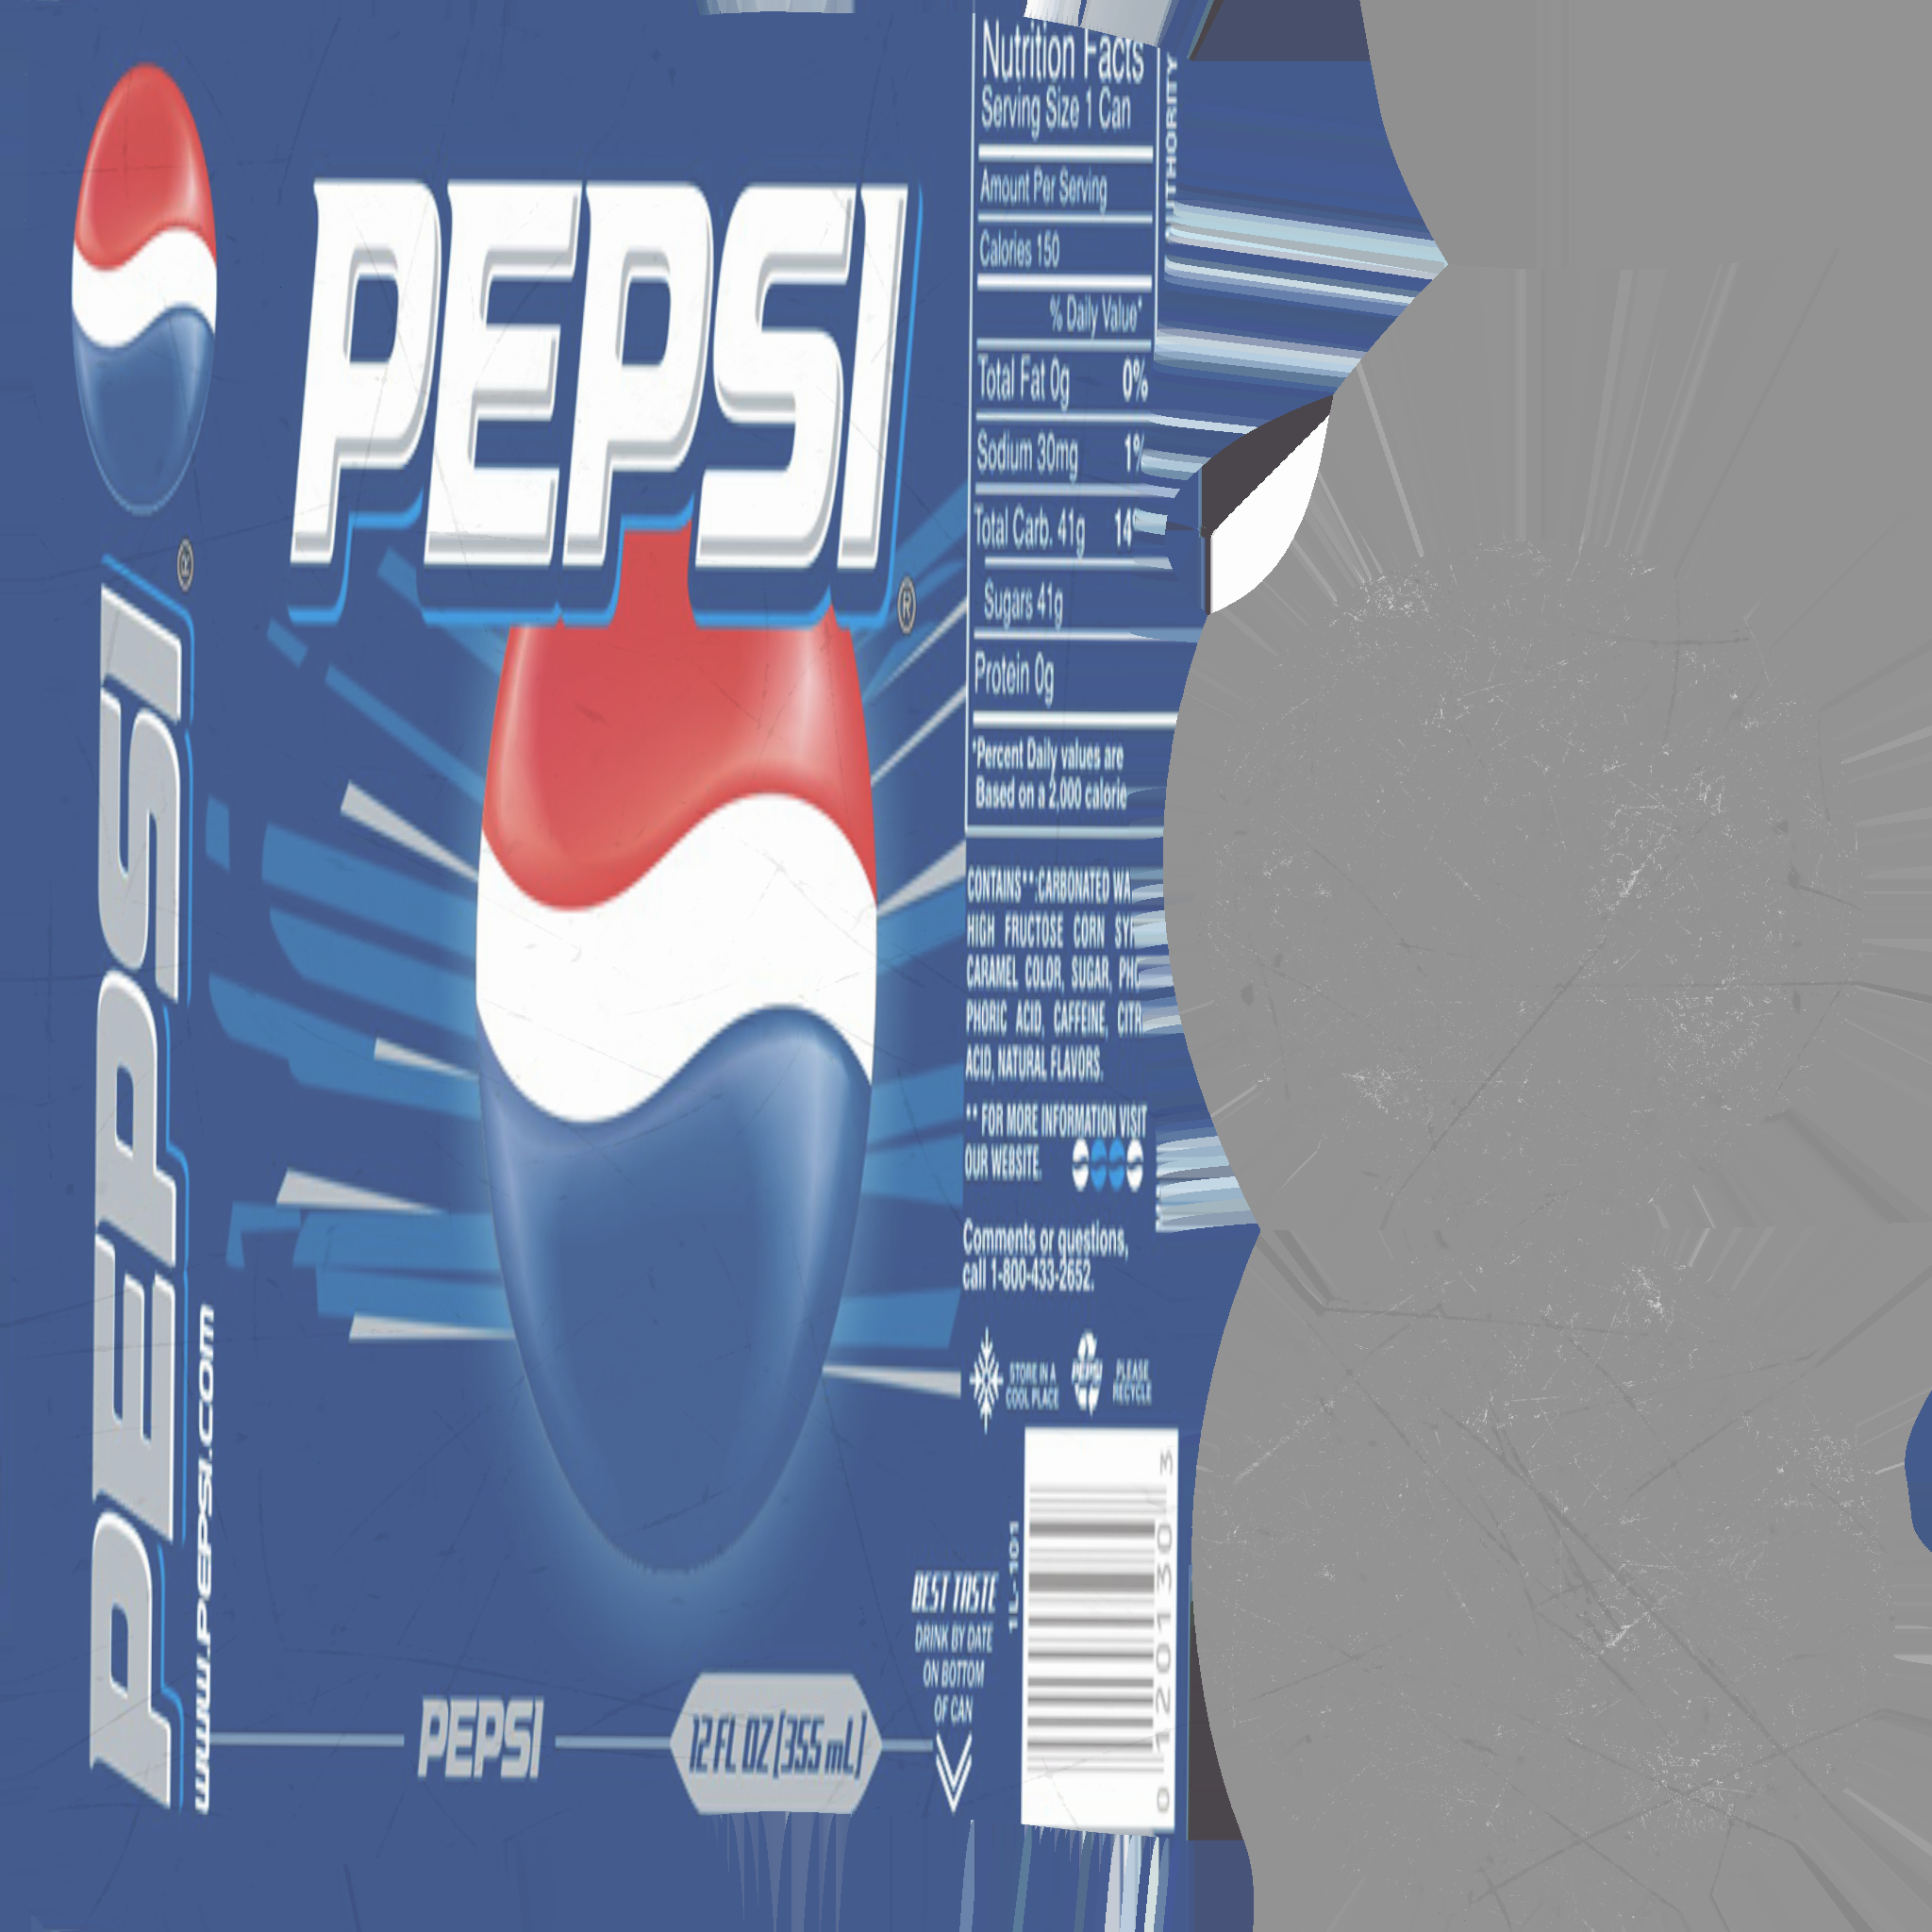 PEPSI
®
www.PEPSI.com
PEPSI
®
PEPSI
12 FL OZ (355 mL)
BEST TASTE
DRINK BY DATE
ON BOTTOM
OF CAN
Nutrition Facts
Serving Size 1 Can
Amount Per Serving
Calories 150
% Daily Value*
Total Fat 0g 0%
Sodium 30mg 1%
Total Carb. 41g 14
Sugars 41g
Protein 0g
*Percent Daily values are
Based on a 2,000 calorie
CONTAINS**:CARBONATED WA
HIGH FRUCTOSE CORN SYR
CARAMEL COLOR, SUGAR, PHO
PHORIC ACID, CAFFEINE, CITR
ACID, NATURAL FLAVORS.
** FOR MORE INFORMATION VISIT
OUR WEBSITE.
Comments or questions,
call 1-800-433-2652.
STORE IN A
COOL PLACE
PEPSI
PLEASE
RECYCLE
1L-101
0 120130 3